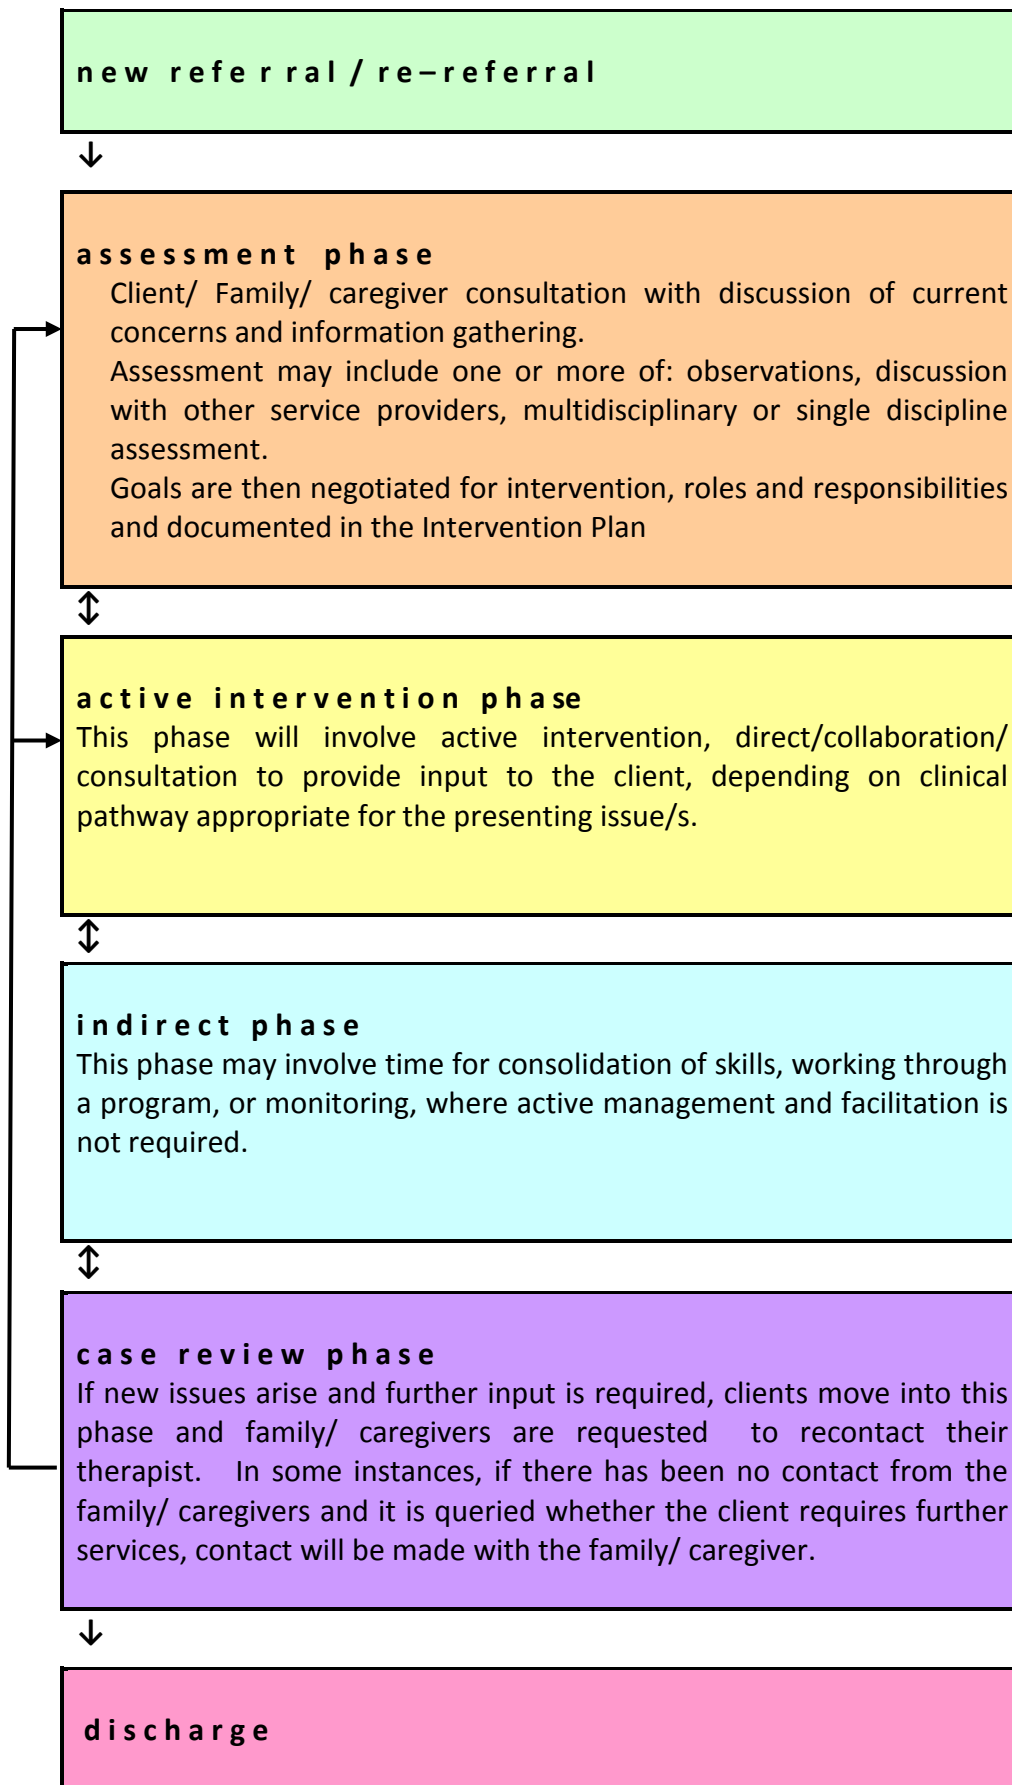 new referral / re–referral
↓
assessment phase
Client/ Family/ caregiver consultation with discussion of current
concerns and information gathering.
Assessment may include one or more of: observations, discussion
with other service providers, multidisciplinary or single discipline
assessment.
Goals are then negotiated for intervention, roles and responsibilities
and documented in the Intervention Plan
↕
active intervention phase
This phase will involve active intervention, direct/collaboration/
consultation to provide input to the client, depending on clinical
pathway appropriate for the presenting issue/s.
↕
indirect phase
This phase may involve time for consolidation of skills, working through
a program, or monitoring, where active management and facilitation is
not required.
↕
case review phase
If new issues arise and further input is required, clients move into this
phase and family/ caregivers are requested to recontact their
therapist. In some instances, if there has been no contact from the
family/ caregivers and it is queried whether the client requires further
services, contact will be made with the family/ caregiver.
↓
discharge